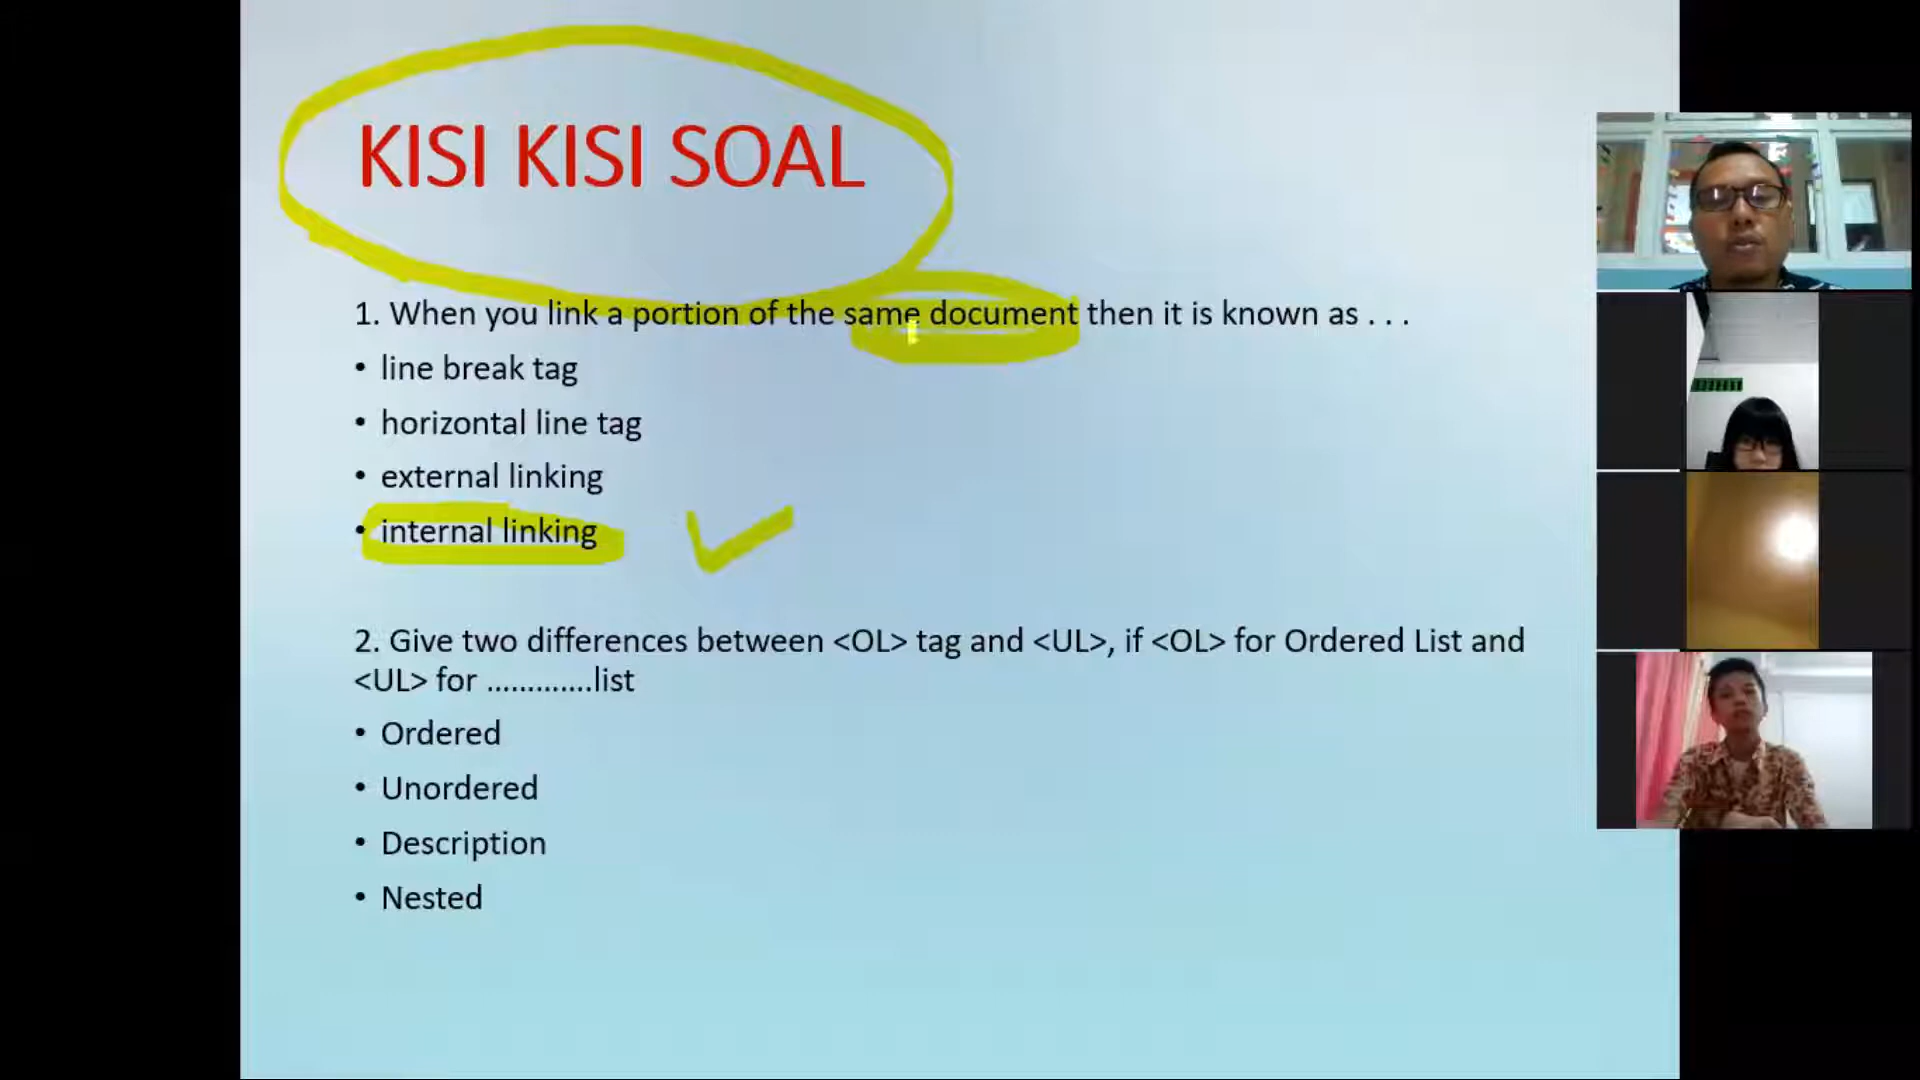 KISI KISI SOAL
1. When you link a portion of the same document then it is known as . . .
• line break tag
• horizontal line tag
• external linking
• internal linking
2. Give two differences between <OL> tag and <UL>, if <OL> for Ordered List and
<UL> for .............list
• Ordered
• Unordered
• Description
• Nested